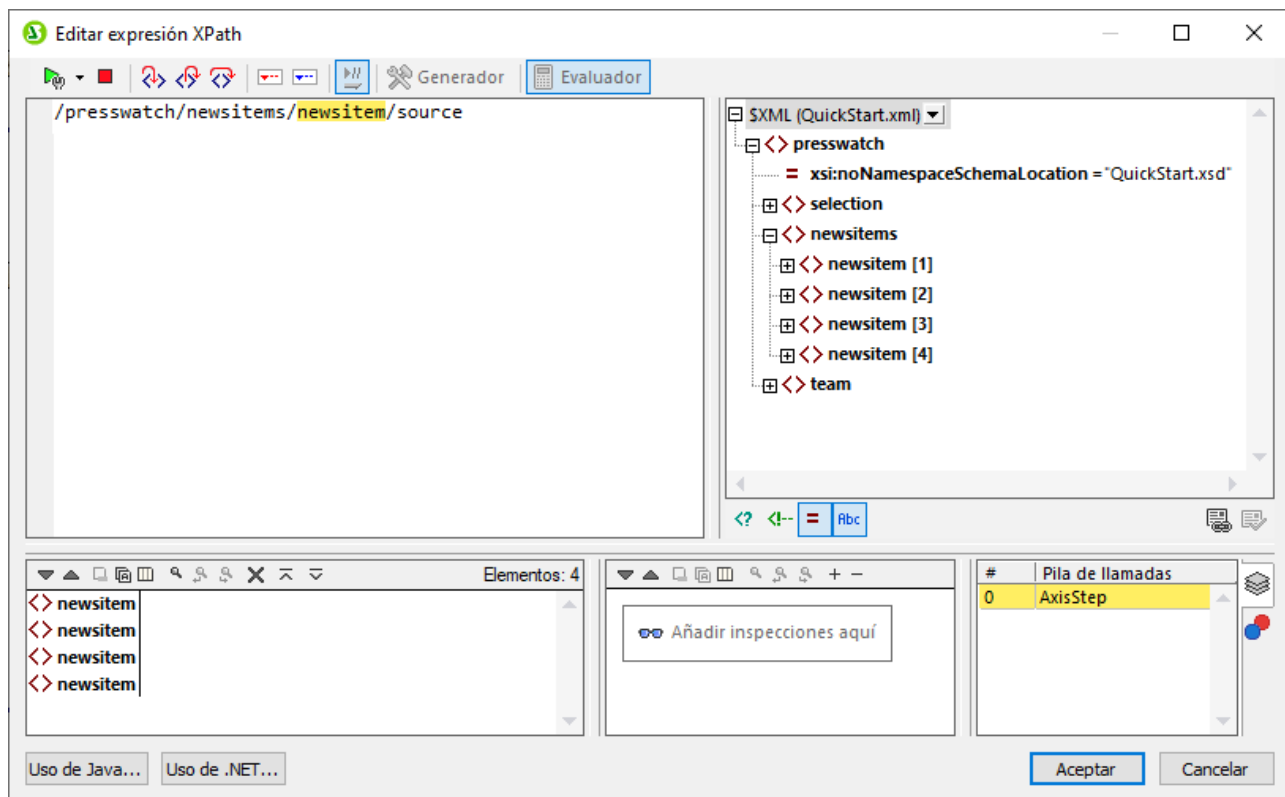 Editar expresión XPath
Generador
Evaluador
/presswatch/newsitems/newsitem/source
$XML (QuickStart.xml)
<> presswatch
= xsi:noNamespaceSchemaLocation ="QuickStart.xsd"
<> selection
<> newsitems
<> newsitem [1]
<> newsitem [2]
<> newsitem [3]
<> newsitem [4]
<> team
<? <!-- = Abc
Elementos: 4
<> newsitem
<> newsitem
<> newsitem
<> newsitem
Añadir inspecciones aquí
# Pila de llamadas
0 AxisStep
Uso de Java... Uso de .NET... Aceptar Cancelar